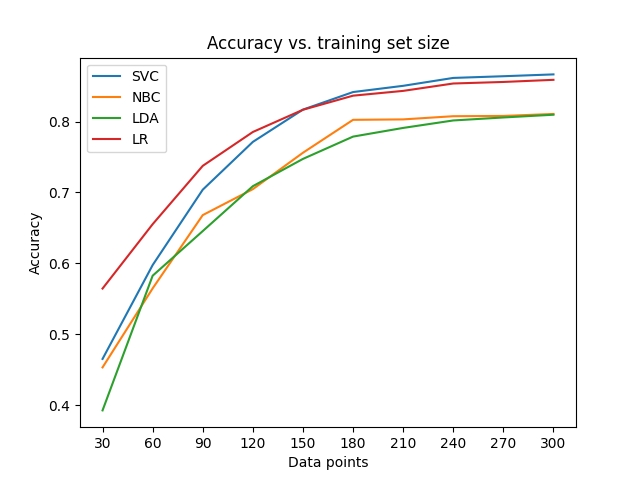 Accuracy vs. training set size
SVC
NBC
LDA
LR
Accuracy
0.8
0.7
0.6
0.5
0.4
30 60 90 120 150 180 210 240 270 300
Data points